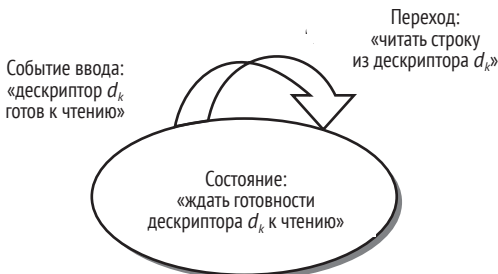 Событие ввода:
«дескриптор dₖ
готов к чтению»
Переход:
«читать строку
из дескриптора dₖ»
Состояние:
«ждать готовности
дескриптора dₖ к чтению»